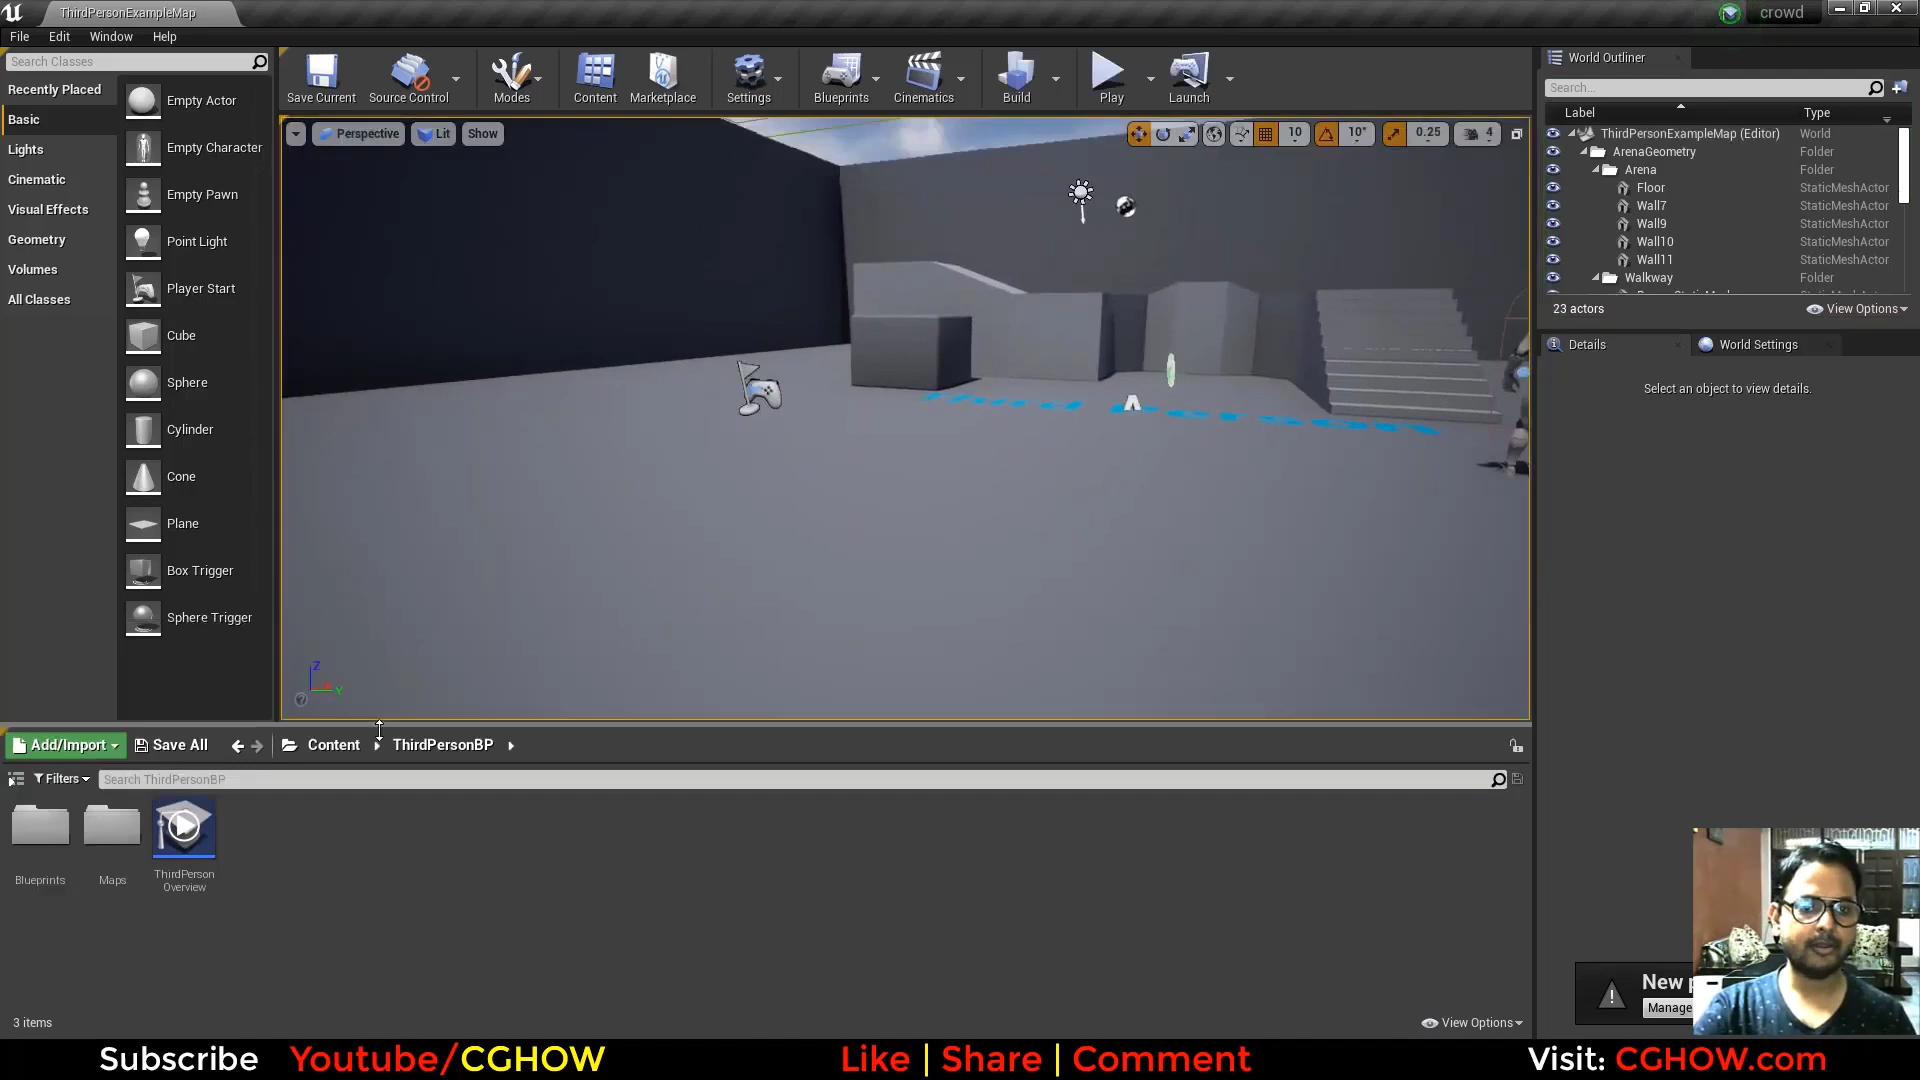 ThirdPersonExampleMap
crowd
File Edit Window Help
Search Classes
Recently Placed
Basic
Lights
Cinematic
Visual Effects
Geometry
Volumes
All Classes
Empty Actor
Empty Character
Empty Pawn
Point Light
Player Start
Cube
Sphere
Cylinder
Cone
Plane
Box Trigger
Sphere Trigger
Save Current Source Control Modes Content Marketplace Settings Blueprints Cinematics Build Play Launch
Perspective Lit Show
10 10° 0.25 4
Z
Y
World Outliner
Search...
Label Type
ThirdPersonExampleMap (Editor) World
ArenaGeometry Folder
Arena Folder
Floor StaticMeshActor
Wall7 StaticMeshActor
Wall9 StaticMeshActor
Wall10 StaticMeshActor
Wall11 StaticMeshActor
Walkway Folder
23 actors View Options
Details World Settings
Select an object to view details.
Add/Import Save All Content ThirdPersonBP
Filters Search ThirdPersonBP
Blueprints
Maps
ThirdPerson
Overview
3 items View Options
New
Manage
Subscribe Youtube/CGHOW Like | Share | Comment Visit: CGHOW.com